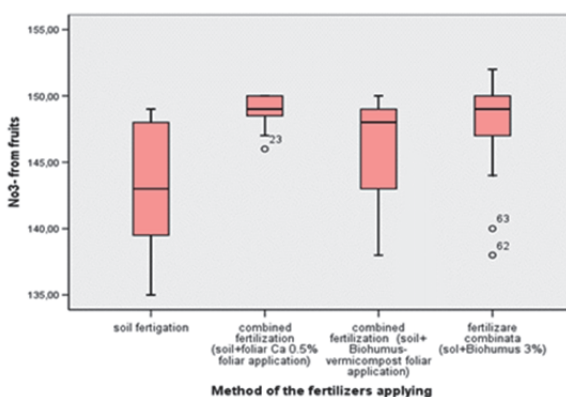 155,00
150,00
145,00
140,00
135,00
No3- from fruits
23
63
62
soil fertigation
combined
fertilization
(soil+foliar Ca 0.5%
foliar application)
combined
fertilization (soil+
Biohumus-
vermicompost foliar
application)
fertilizare
combinata
(sol+Biohumus 3%)
Method of the fertilizers applying